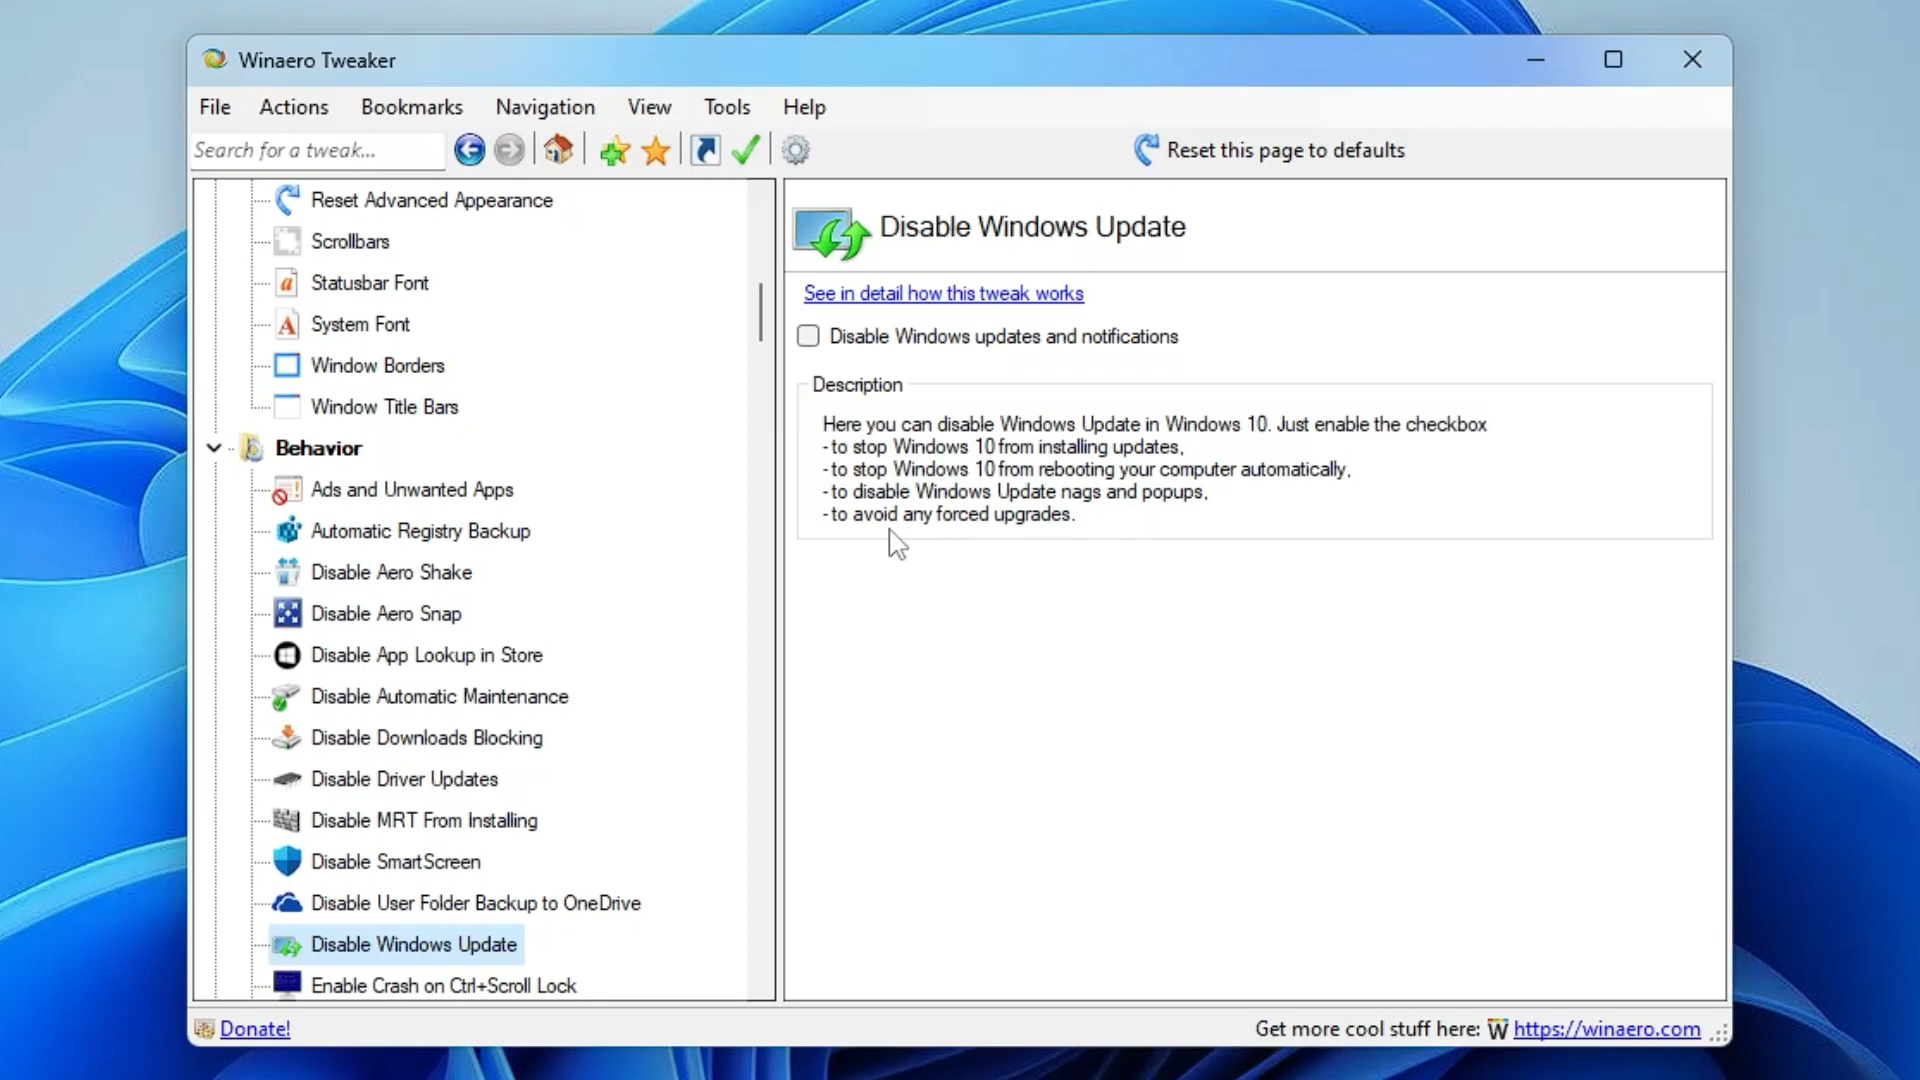 Winaero Tweaker
File Actions Bookmarks Navigation View Tools Help
Search for a tweak...
Reset this page to defaults
Reset Advanced Appearance
Scrollbars
Statusbar Font
System Font
Window Borders
Window Title Bars
Behavior
Ads and Unwanted Apps
Automatic Registry Backup
Disable Aero Shake
Disable Aero Snap
Disable App Lookup in Store
Disable Automatic Maintenance
Disable Downloads Blocking
Disable Driver Updates
Disable MRT From Installing
Disable SmartScreen
Disable User Folder Backup to OneDrive
Disable Windows Update
Enable Crash on Ctrl+Scroll Lock
Disable Windows Update
See in detail how this tweak works
Disable Windows updates and notifications
Description
Here you can disable Windows Update in Windows 10. Just enable the checkbox
- to stop Windows 10 from installing updates,
- to stop Windows 10 from rebooting your computer automatically,
- to disable Windows Update nags and popups,
- to avoid any forced upgrades.
Donate!
Get more cool stuff here: W https://winaero.com